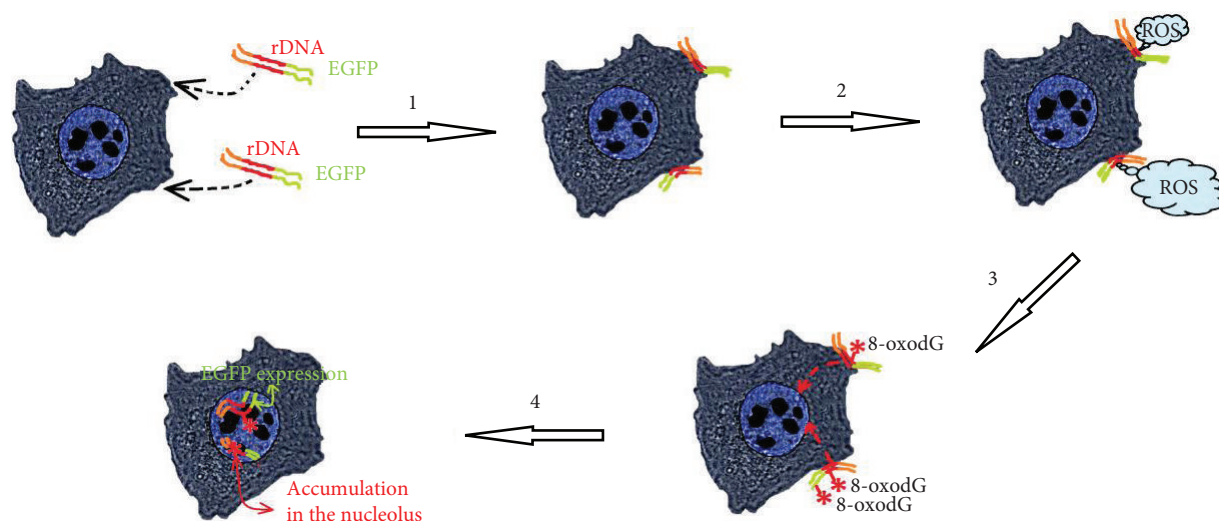 rDNA
EGFP
rDNA
EGFP
1
2
ROS
ROS
3
8-oxodG
8-oxodG
8-oxodG
4
EGFP expression
Accumulation
in the nucleolus